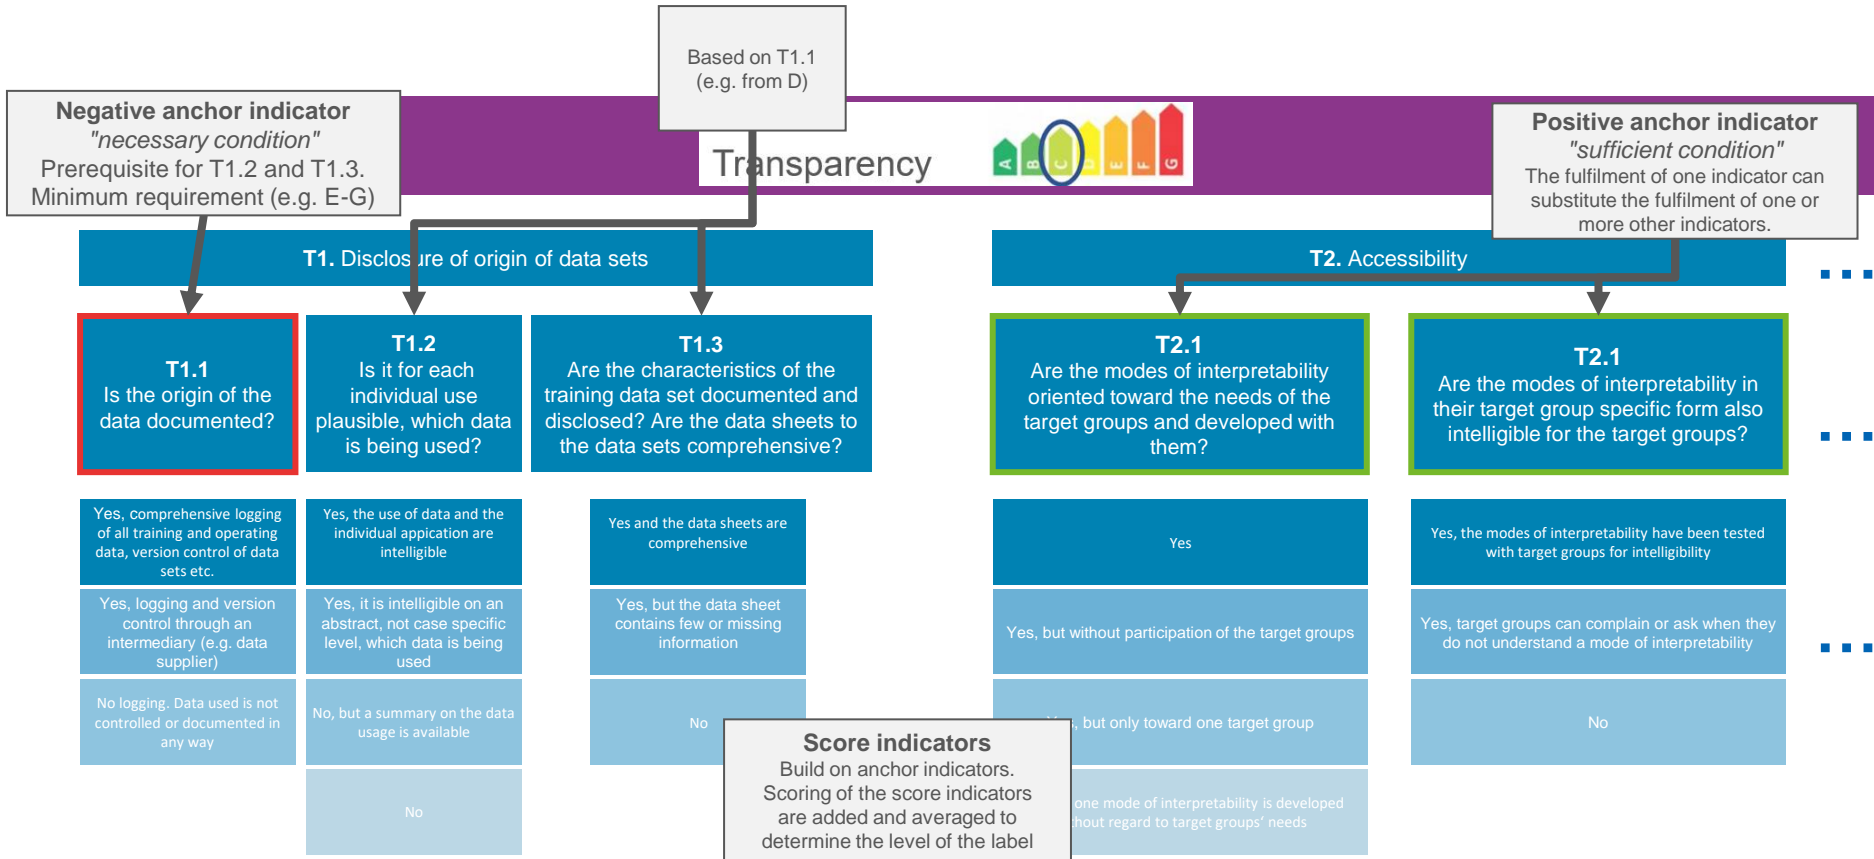 Based on T1.1
(e.g. from D)
Negative anchor indicator
"necessary condition"
Prerequisite for T1.2 and T1.3.
Minimum requirement (e.g. E-G)
Transparency
A
B
C
D
E
F
G
Positive anchor indicator
"sufficient condition"
The fulfilment of one indicator can
substitute the fulfilment of one or
more other indicators.
T1. Disclosure of origin of data sets
T2. Accessibility
T1.1
Is the origin of the
data documented?
T1.2
Is it for each
individual use
plausible, which data
is being used?
T1.3
Are the characteristics of the
training data set documented and
disclosed? Are the data sheets to
the data sets comprehensive?
T2.1
Are the modes of interpretability
oriented toward the needs of the
target groups and developed with
them?
T2.1
Are the modes of interpretability in
their target group specific form also
intelligible for the target groups?
Yes, comprehensive logging
of all training and operating
data, version control of data
sets etc.
Yes, the use of data and the
individual appication are
intelligible
Yes and the data sheets are
comprehensive
Yes
Yes, the modes of interpretability have been tested
with target groups for intelligibility
Yes, logging and version
control through an
intermediary (e.g. data
supplier)
Yes, it is intelligible on an
abstract, not case specific
level, which data is being
used
Yes, but the data sheet
contains few or missing
information
Yes, but without participation of the target groups
Yes, target groups can complain or ask when they
do not understand a mode of interpretability
No logging. Data used is not
controlled or documented in
any way
No, but a summary on the data
usage is available
No
but only toward one target group
No
No
one mode of interpretability is developed
regard to target groups' needs
Score indicators
Build on anchor indicators.
Scoring of the score indicators
are added and averaged to
determine the level of the label